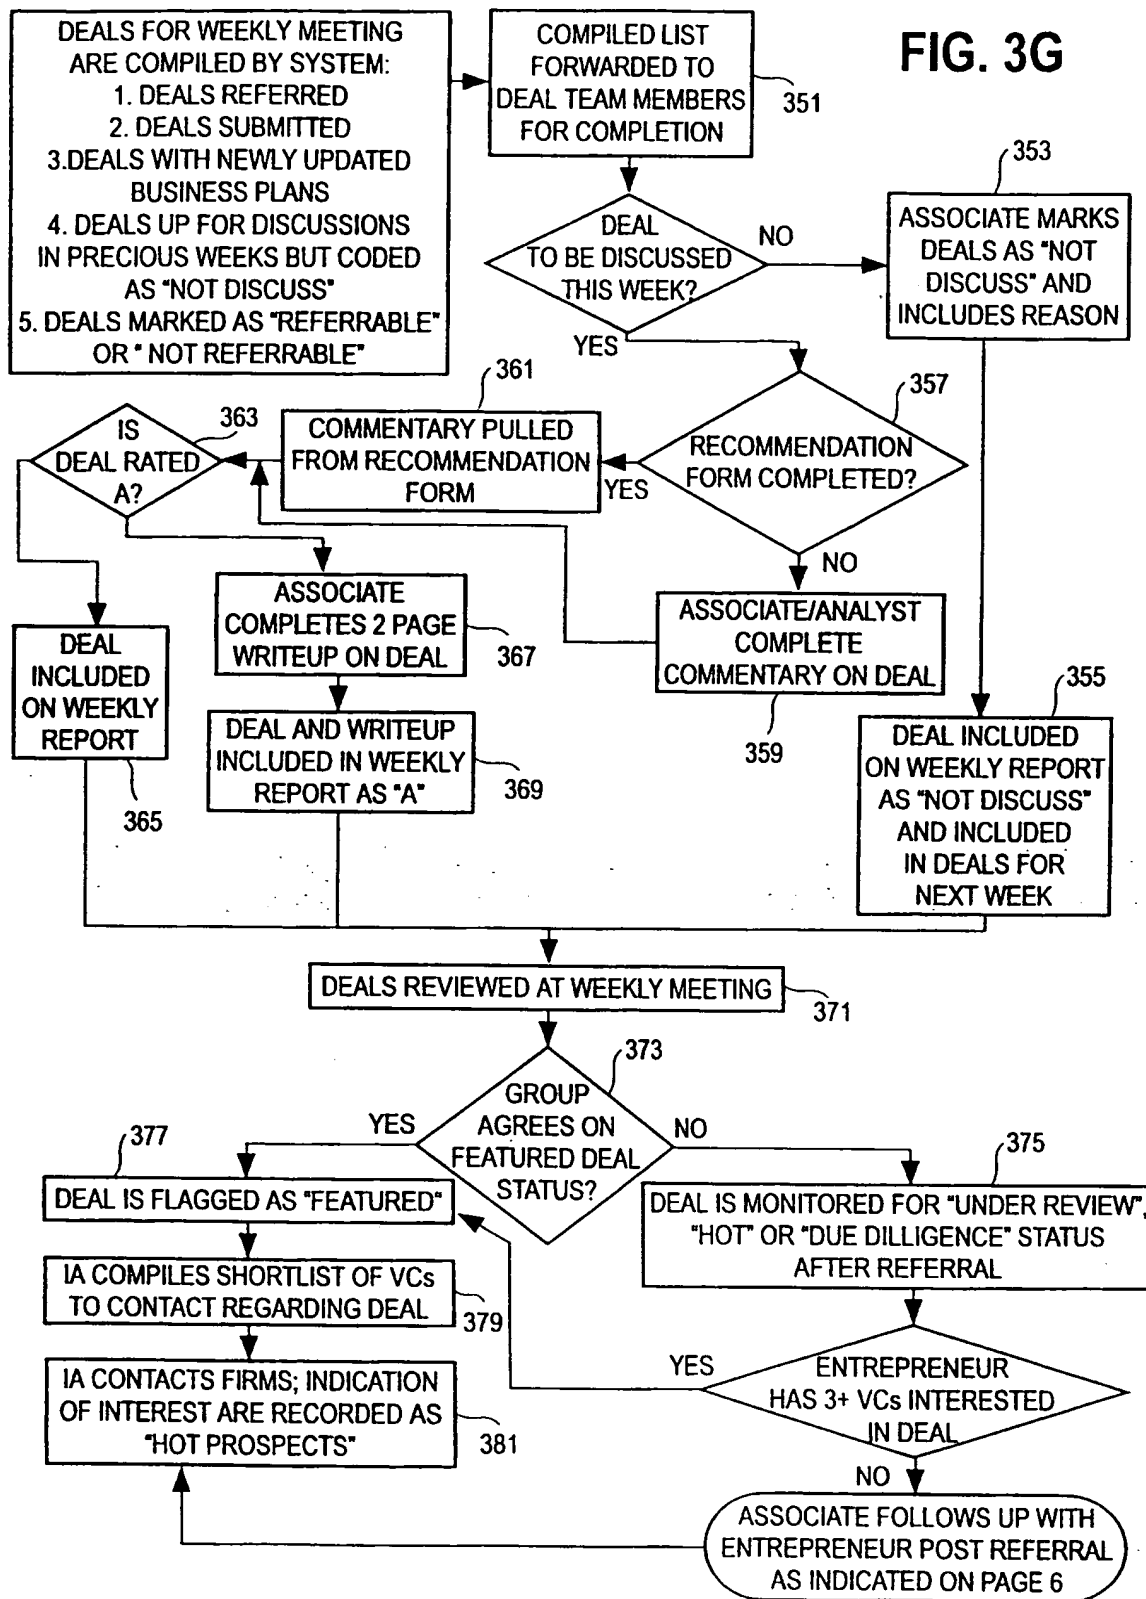 FIG. 3G
DEALS FOR WEEKLY MEETING
ARE COMPILED BY SYSTEM:
1. DEALS REFERRED
2. DEALS SUBMITTED
3.DEALS WITH NEWLY UPDATED
BUSINESS PLANS
4. DEALS UP FOR DISCUSSIONS
IN PRECIOUS WEEKS BUT CODED
AS "NOT DISCUSS"
5. DEALS MARKED AS "REFERRABLE"
OR " NOT REFERRABLE"
COMPILED LIST
FORWARDED TO
DEAL TEAM MEMBERS
FOR COMPLETION
351
DEAL
TO BE DISCUSSED
THIS WEEK?
NO
YES
353
ASSOCIATE MARKS
DEALS AS "NOT
DISCUSS" AND
INCLUDES REASON
357
RECOMMENDATION
FORM COMPLETED?
YES
NO
361
COMMENTARY PULLED
FROM RECOMMENDATION
FORM
363
IS
DEAL RATED
A?
ASSOCIATE
COMPLETES 2 PAGE
WRITEUP ON DEAL
367
ASSOCIATE/ANALYST
COMPLETE
COMMENTARY ON DEAL
359
DEAL
INCLUDED
ON WEEKLY
REPORT
365
DEAL AND WRITEUP
INCLUDED IN WEEKLY
REPORT AS "A"
369
355
DEAL INCLUDED
ON WEEKLY REPORT
AS "NOT DISCUSS"
AND INCLUDED
IN DEALS FOR
NEXT WEEK
DEALS REVIEWED AT WEEKLY MEETING
371
373
GROUP
AGREES ON
FEATURED DEAL
STATUS?
YES
NO
377
DEAL IS FLAGGED AS "FEATURED"
375
DEAL IS MONITORED FOR "UNDER REVIEW",
"HOT" OR "DUE DILLIGENCE" STATUS
AFTER REFERRAL
IA COMPILES SHORTLIST OF VCs
TO CONTACT REGARDING DEAL
379
YES
ENTREPRENEUR
HAS 3+ VCs INTERESTED
IN DEAL
NO
IA CONTACTS FIRMS; INDICATION
OF INTEREST ARE RECORDED AS
"HOT PROSPECTS"
381
ASSOCIATE FOLLOWS UP WITH
ENTREPRENEUR POST REFERRAL
AS INDICATED ON PAGE 6